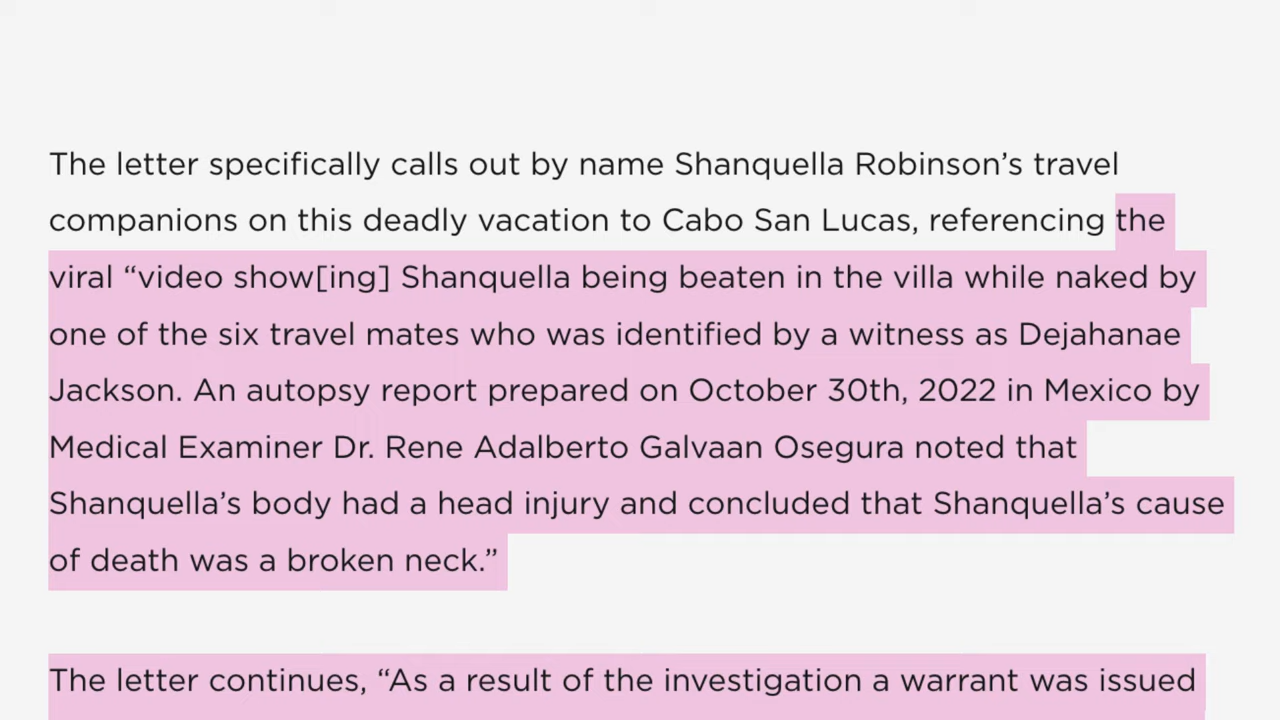 The letter specifically calls out by name Shanquella Robinson’s travel
companions on this deadly vacation to Cabo San Lucas, referencing the
viral “video show[ing] Shanquella being beaten in the villa while naked by
one of the six travel mates who was identified by a witness as Dejahanae
Jackson. An autopsy report prepared on October 30th, 2022 in Mexico by
Medical Examiner Dr. Rene Adalberto Galvaan Osegura noted that
Shanquella’s body had a head injury and concluded that Shanquella’s cause
of death was a broken neck.”
The letter continues, “As a result of the investigation a warrant was issued